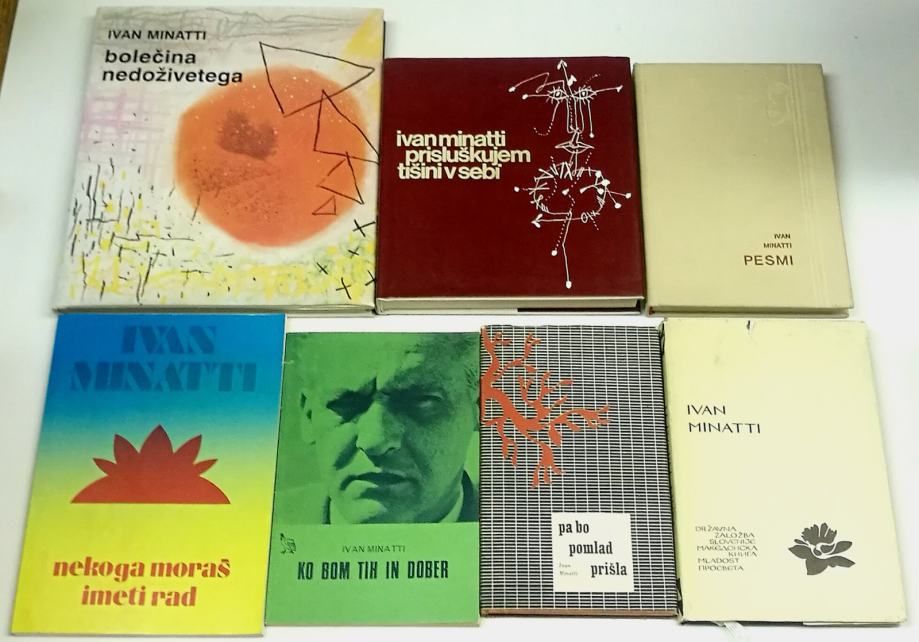 IVAN MINATTI
bolečina
nedoživetega
ivan minatti
prisluškujem
tišini v sebi
IVAN
MINATTI
PESMI
IVAN
MINATTI
nekoga moraš
imeti rad
IVAN MINATTI
KO BOM TIH IN DOBER
pa bo
pomlad
Ivan
Minatti
prišla
IVAN
MINATTI
DRŽAVNA
ZALOŽBA
SLOVENIJE
МАКЕДОНСКА
КНИГА
MLADOST
ПРОСВЕТА